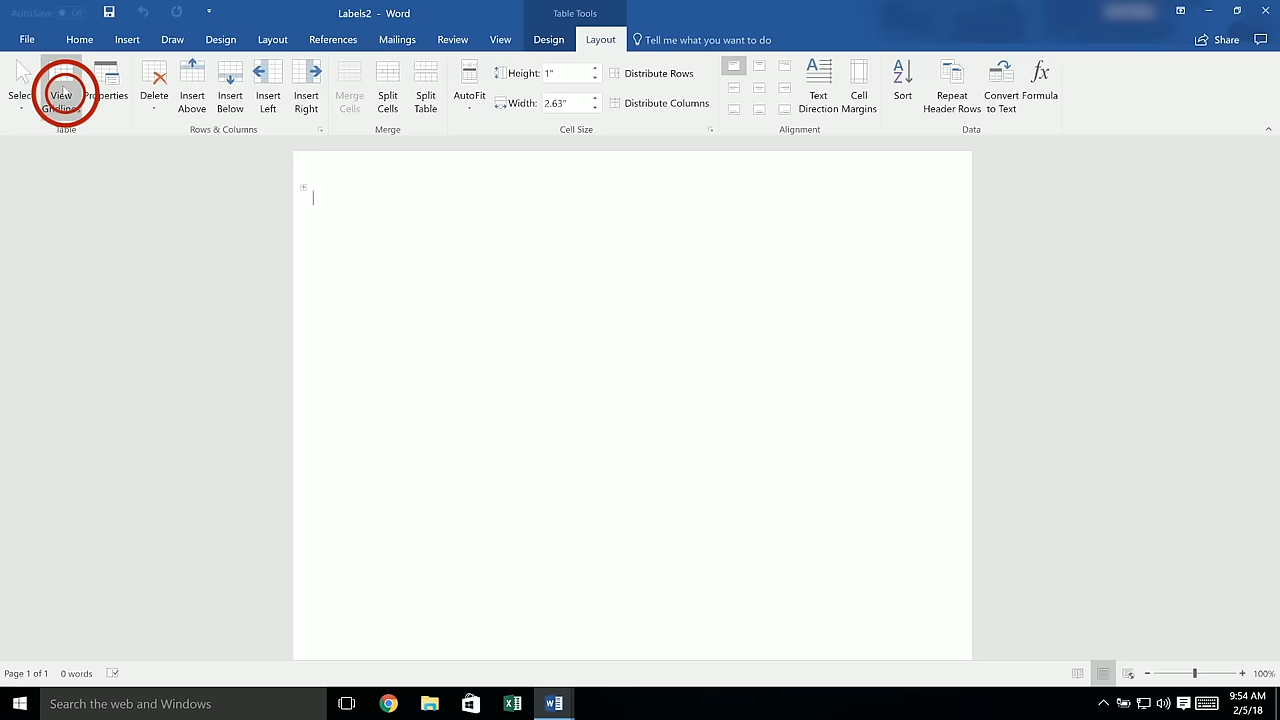 AutoSave
Labels2 - Word
Table Tools
File Home Insert Draw Design Layout References Mailings Review View Design Layout Tell me what you want to do Share
Select View Gridlines Properties
Delete Insert Above Insert Below Insert Left Insert Right
Merge Cells Split Cells Split Table
AutoFit Height: 1" Distribute Rows
Width: 2.63" Distribute Columns
Text Direction Cell Margins
Sort Repeat Header Rows Convert to Text Formula
Table Rows & Columns Merge Cell Size Alignment Data
Page 1 of 1 0 words 100%
Search the web and Windows
9:54 AM
2/5/18